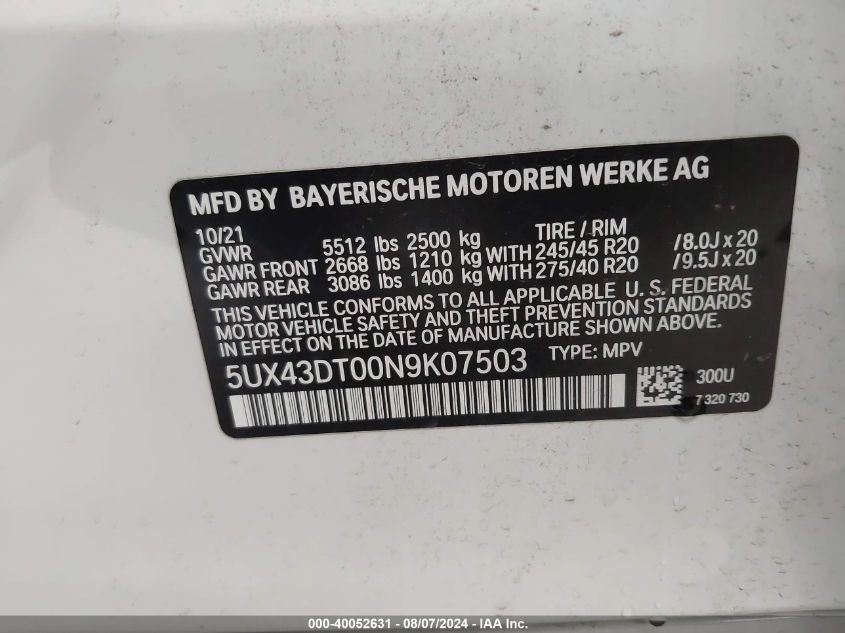 MFD BY BAYERISCHE MOTOREN WERKE AG
10/21 TIRE / RIM
GVWR 5512 lbs 2500 kg
GAWR FRONT 2668 lbs 1210 kg WITH 245/45 R20 /8.0J x 20
GAWR REAR 3086 lbs 1400 kg WITH 275/40 R20 /9.5J x 20
THIS VEHICLE CONFORMS TO ALL APPLICABLE U. S. FEDERAL
MOTOR VEHICLE SAFETY AND THEFT PREVENTION STANDARDS
IN EFFECT ON THE DATE OF MANUFACTURE SHOWN ABOVE.
5UX43DT00N9K07503 TYPE: MPV
300U
7 320 730
000-40052631 - 08/07/2024 - IAA Inc.